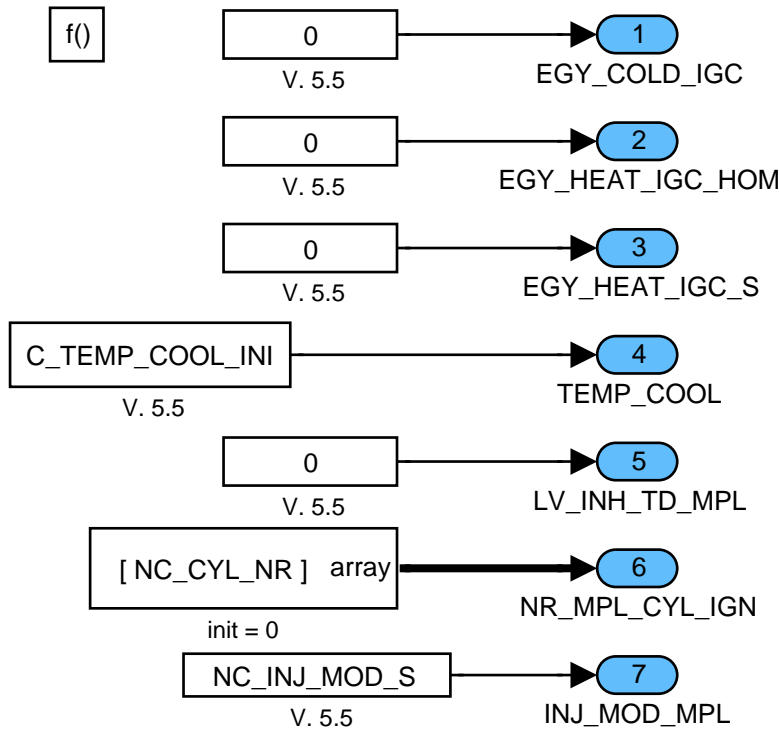 f()
0
1
V. 5.5
EGY_COLD_IGC
0
2
V. 5.5
EGY_HEAT_IGC_HOM
0
3
V. 5.5
EGY_HEAT_IGC_S
C_TEMP_COOL_INI
4
V. 5.5
TEMP_COOL
0
5
V. 5.5
LV_INH_TD_MPL
[ NC_CYL_NR ] array
6
init = 0
NR_MPL_CYL_IGN
NC_INJ_MOD_S
7
V. 5.5
INJ_MOD_MPL